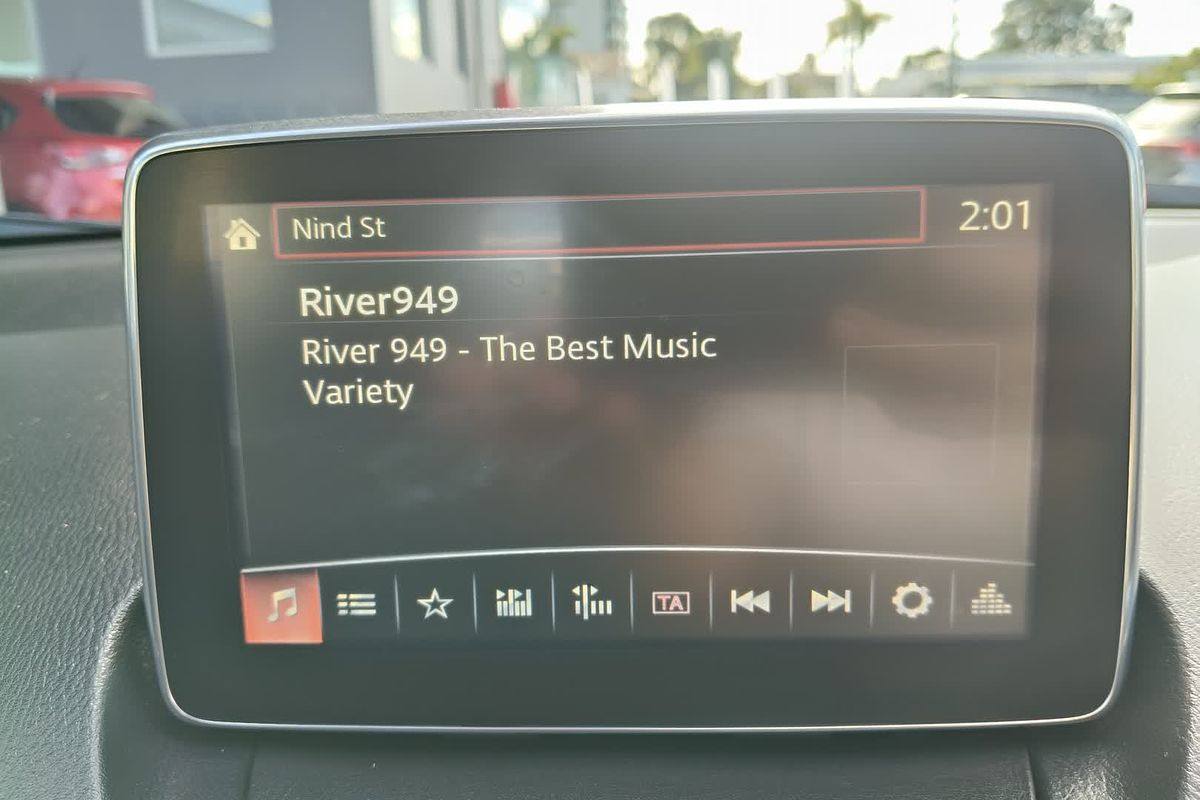 Nind St
2:01
River949
River 949 - The Best Music
Variety
TA